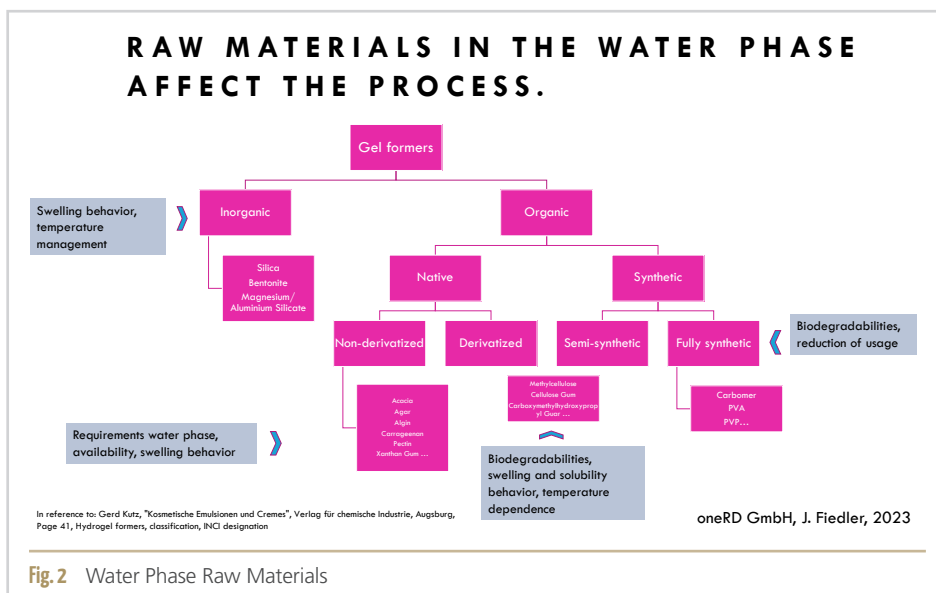 RAW MATERIALS IN THE WATER PHASE
AFFECT THE PROCESS.
Gel formers
Swelling behavior,
temperature
management
Inorganic
Organic
Silica
Bentonite
Magnesium/
Aluminium Silicate
Native
Synthetic
Non-derivatized
Derivatized
Semi-synthetic
Fully synthetic
Biodegradabilities,
reduction of usage
Acacia
Agar
Algin
Carrageenan
Pectin
Xanthan Gum ...
Methylcellulose
Cellulose Gum
Carboxymethylhydroxyprop
yl Guar ...
Carbomer
PVA
PVP...
Requirements water phase,
availability, swelling behavior
Biodegradabilities,
swelling and solubility
behavior, temperature
dependence
In reference to: Gerd Kutz, "Kosmetische Emulsionen und Cremes", Verlag für chemische Industrie, Augsburg,
Page 41, Hydrogel formers, classification, INCI designation
oneRD GmbH, J. Fiedler, 2023
Fig. 2 Water Phase Raw Materials